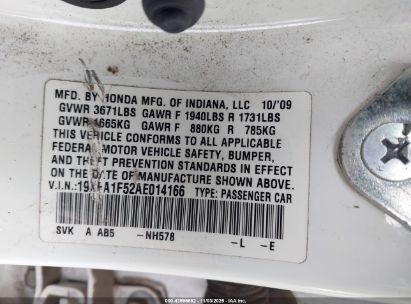 MFD. BY HONDA MFG. OF INDIANA, LLC 10/'09
GVWR 3671LBS GAWR F 1940LBS R 1731LBS
GVWR 1665KG GAWR F 880KG R 785KG
THIS VEHICLE CONFORMS TO ALL APPLICABLE
FEDERAL MOTOR VEHICLE SAFETY, BUMPER,
AND THEFT PREVENTION STANDARDS IN EFFECT
ON THE DATE OF MANUFACTURE SHOWN ABOVE.
V.I.N.: 19XFA1F52AE014166 TYPE: PASSENGER CAR
SVK A AB5 -NH578 -L -E